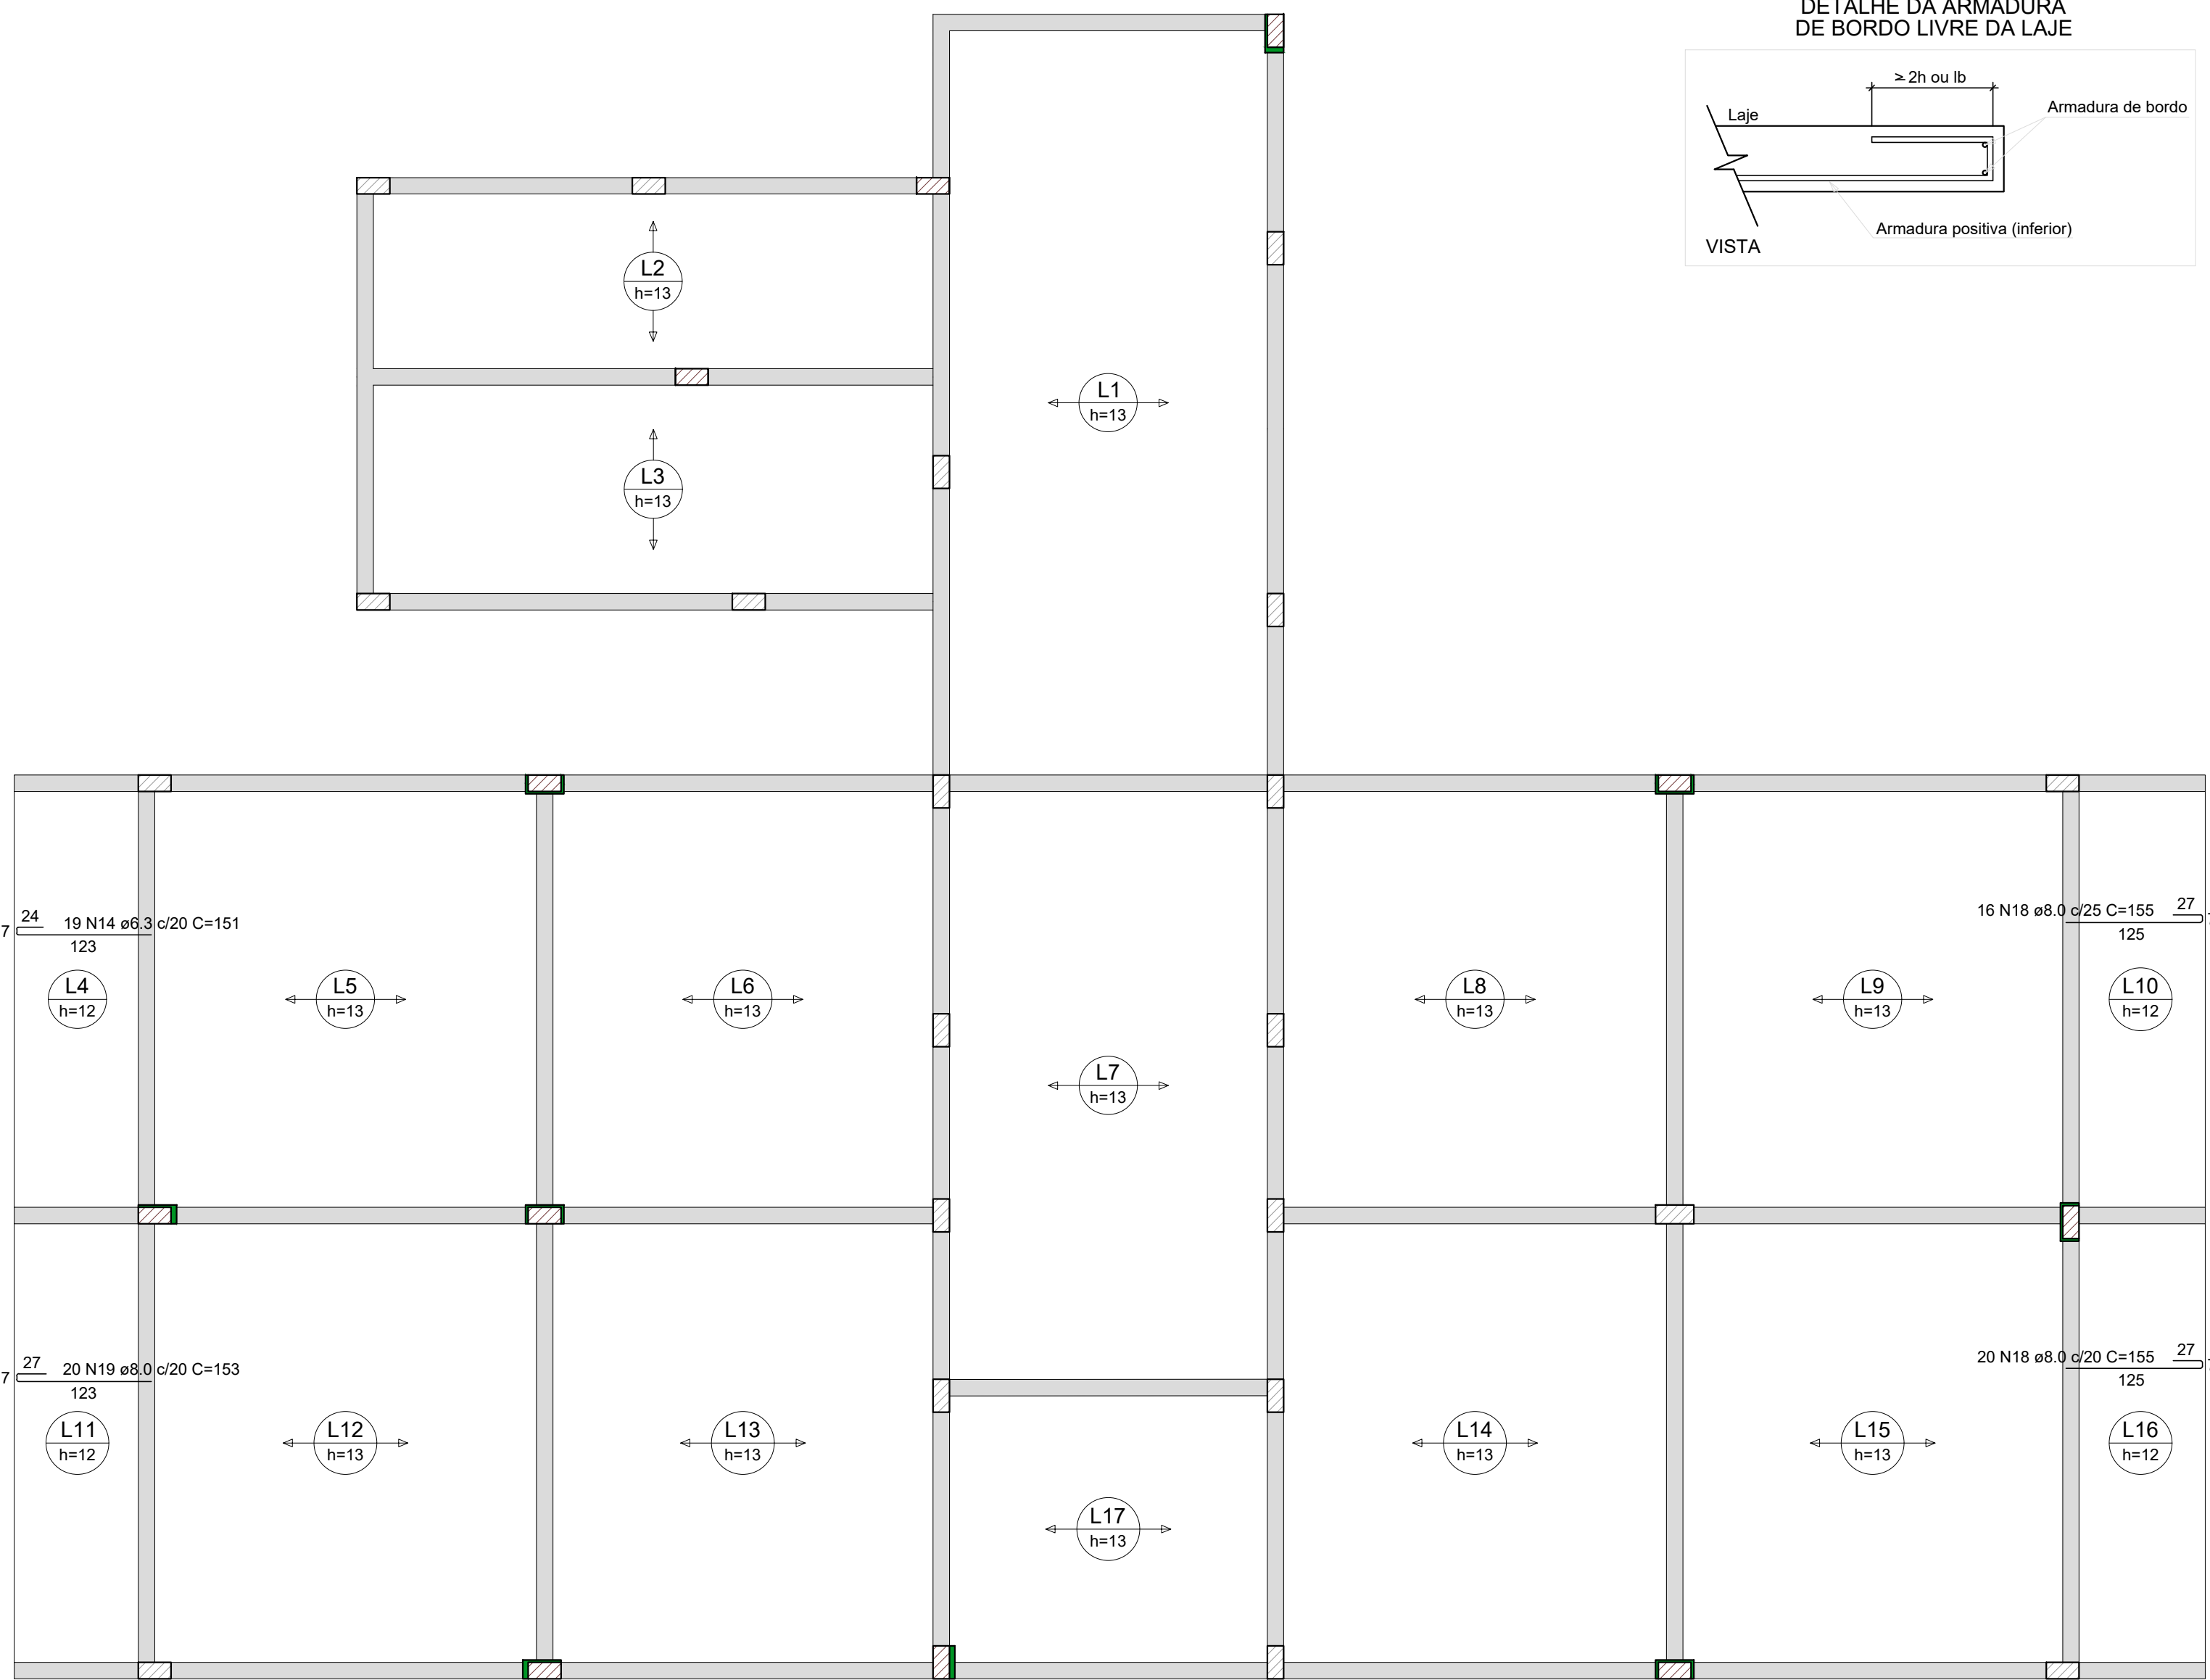 DETALHE DA ARMADURA
DE BORDO LIVRE DA LAJE
≥ 2h ou lb
Laje
Armadura de bordo
Armadura positiva (inferior)
VISTA
L2
h=13
L1
h=13
L3
h=13
24
19 N14 ø6.3 c/20 C=151
7
123
16 N18 ø8.0 c/25 C=155
27
125
L4
h=12
L5
h=13
L6
h=13
L8
h=13
L9
h=13
L10
h=12
L7
h=13
27
20 N19 ø8.0 c/20 C=153
7
123
20 N18 ø8.0 c/20 C=155
27
125
L11
h=12
L12
h=13
L13
h=13
L14
h=13
L15
h=13
L16
h=12
L17
h=13